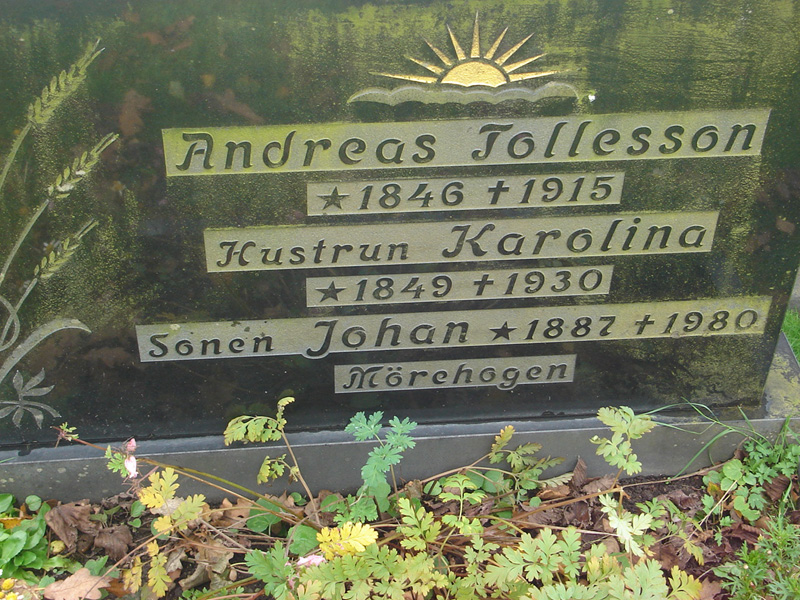 Andreas Tollesson
★1846 ✝1915
Hustrun Karolina
★1849 ✝1930
Sonen Johan ★1887 ✝1980
Mörehogen